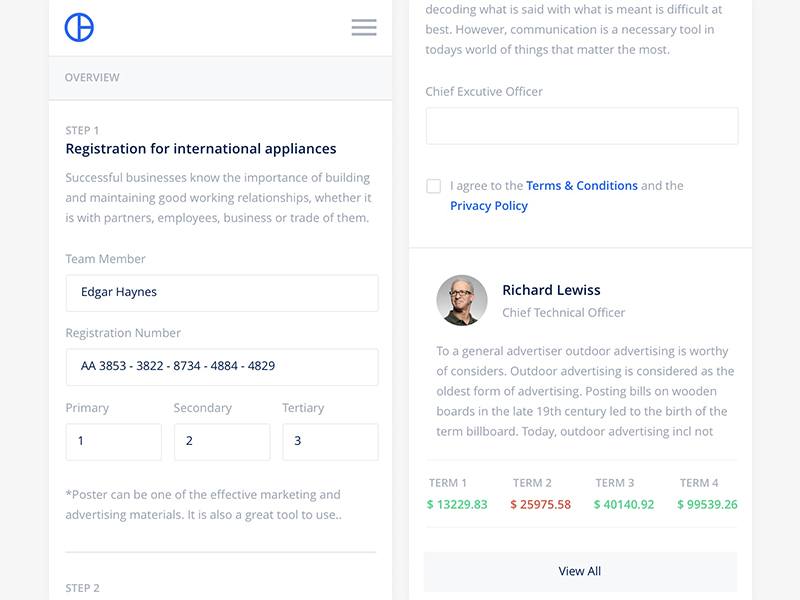 OVERVIEW
STEP 1
Registration for international appliances
Successful businesses know the importance of building
and maintaining good working relationships, whether it
is with partners, employees, business or trade of them.
Team Member
Edgar Haynes
Registration Number
AA 3853 - 3822 - 8734 - 4884 - 4829
Primary Secondary Tertiary
1 2 3
*Poster can be one of the effective marketing and
advertising materials. It is also a great tool to use..
STEP 2
decoding what is said with what is meant is difficult at
best. However, communication is a necessary tool in
todays world of things that matter the most.
Chief Excutive Officer
I agree to the Terms & Conditions and the
Privacy Policy
Richard Lewiss
Chief Technical Officer
To a general advertiser outdoor advertising is worthy
of considers. Outdoor advertising is considered as the
oldest form of advertising. Posting bills on wooden
boards in the late 19th century led to the birth of the
term billboard. Today, outdoor advertising incl not
TERM 1 TERM 2 TERM 3 TERM 4
$ 13229.83 $ 25975.58 $ 40140.92 $ 99539.26
View All